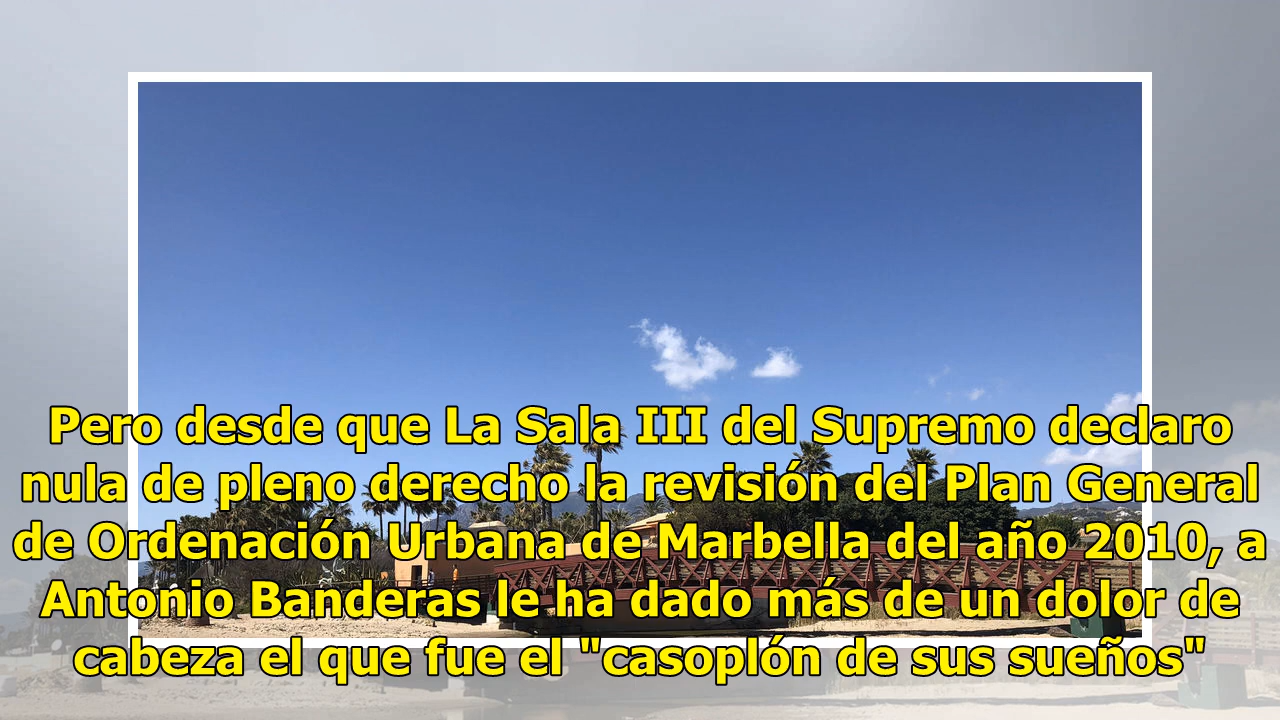 Pero desde que La Sala III del Supremo declaro
nula de pleno derecho la revisión del Plan General
de Ordenación Urbana de Marbella del año 2010, a
Antonio Banderas le ha dado más de un dolor de
cabeza el que fue el "casoplón de sus sueños"